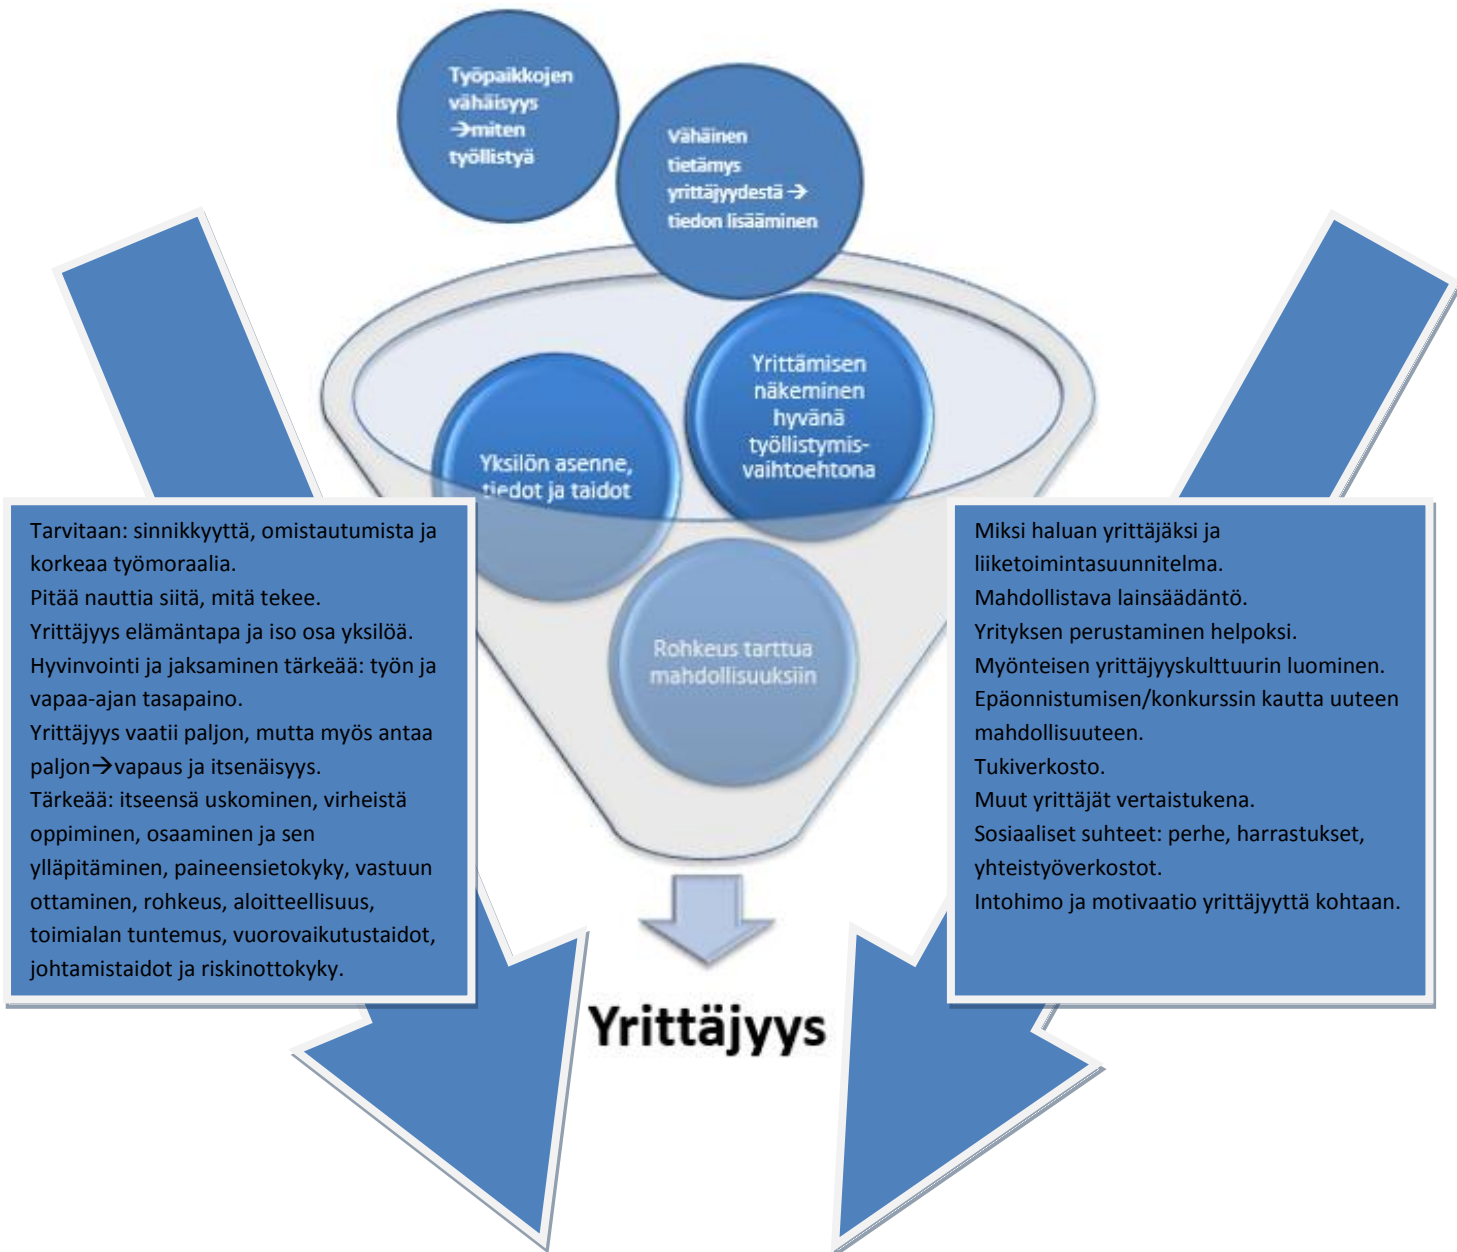 Työpaikkojen
vähäisyys
→miten
työllistyä
Vähäinen
tietämys
yrittäjyydestä →
tiedon lisääminen
Yrittämisen
näkeminen
hyvänä
työllistymis-
vaihtoehtona
Yksilön asenne,
tiedot ja taidot
Rohkeus tarttua
mahdollisuuksiin
Tarvitaan: sinnikkyyttä, omistautumista ja
korkeaa työmoraalia.
Pitää nauttia siitä, mitä tekee.
Yrittäjyys elämäntapa ja iso osa yksilöä.
Hyvinvointi ja jaksaminen tärkeää: työn ja
vapaa-ajan tasapaino.
Yrittäjyys vaatii paljon, mutta myös antaa
paljon→vapaus ja itsenäisyys.
Tärkeää: itseensä uskominen, virheistä
oppiminen, osaaminen ja sen
ylläpitäminen, paineensietokyky, vastuun
ottaminen, rohkeus, aloitteellisuus,
toimialan tuntemus, vuorovaikutustaidot,
johtamistaidot ja riskinottokyky.
Miksi haluan yrittäjäksi ja
liiketoimintasuunnitelma.
Mahdollistava lainsäädäntö.
Yrityksen perustaminen helpoksi.
Myönteisen yrittäjyyskulttuurin luominen.
Epäonnistumisen/konkurssin kautta uuteen
mahdollisuuteen.
Tukiverkosto.
Muut yrittäjät vertaistukena.
Sosiaaliset suhteet: perhe, harrastukset,
yhteistyöverkostot.
Intohimo ja motivaatio yrittäjyyttä kohtaan.
Yrittäjyys